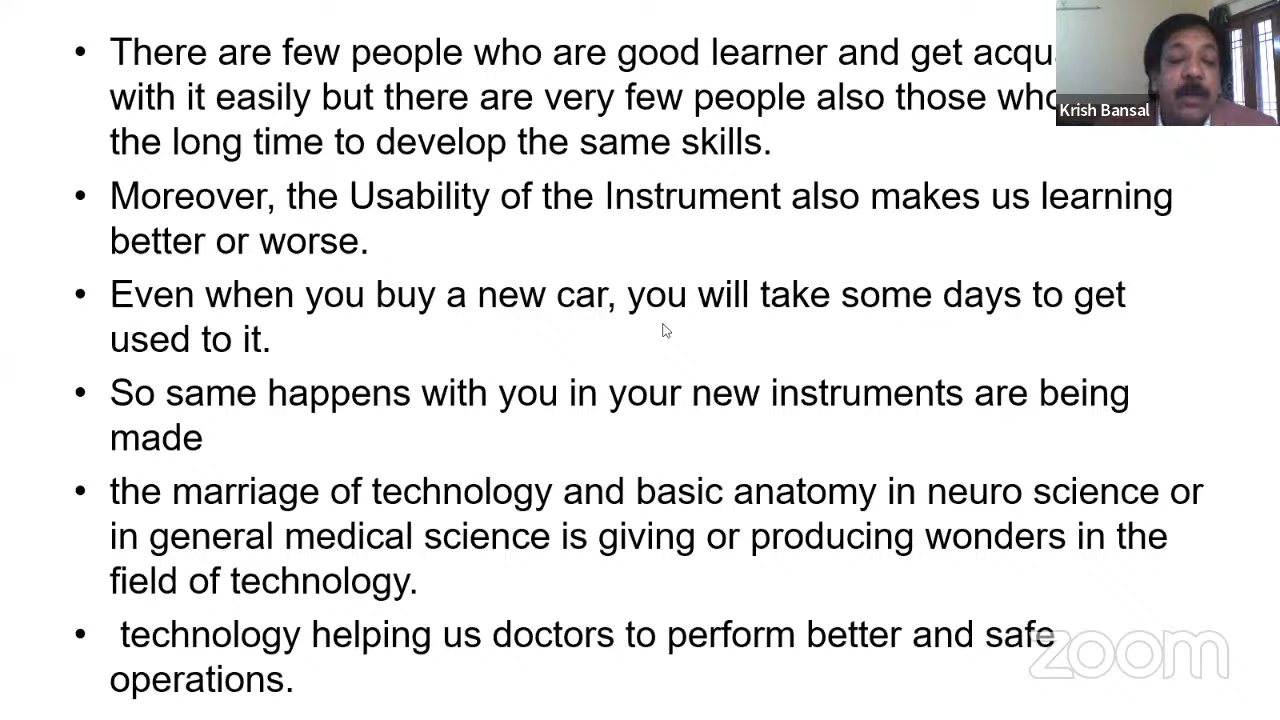 • There are few people who are good learner and get
with it easily but there are very few people also those
the long time to develop the same skills.
• Moreover, the Usability of the Instrument also makes us learning
better or worse.
• Even when you buy a new car, you will take some days to get
used to it.
• So same happens with you in your new instruments are being
made
• the marriage of technology and basic anatomy in neuro science or
in general medical science is giving or producing wonders in the
field of technology.
• technology helping us doctors to perform better and safe
operations.
Krish Bansal
zoom